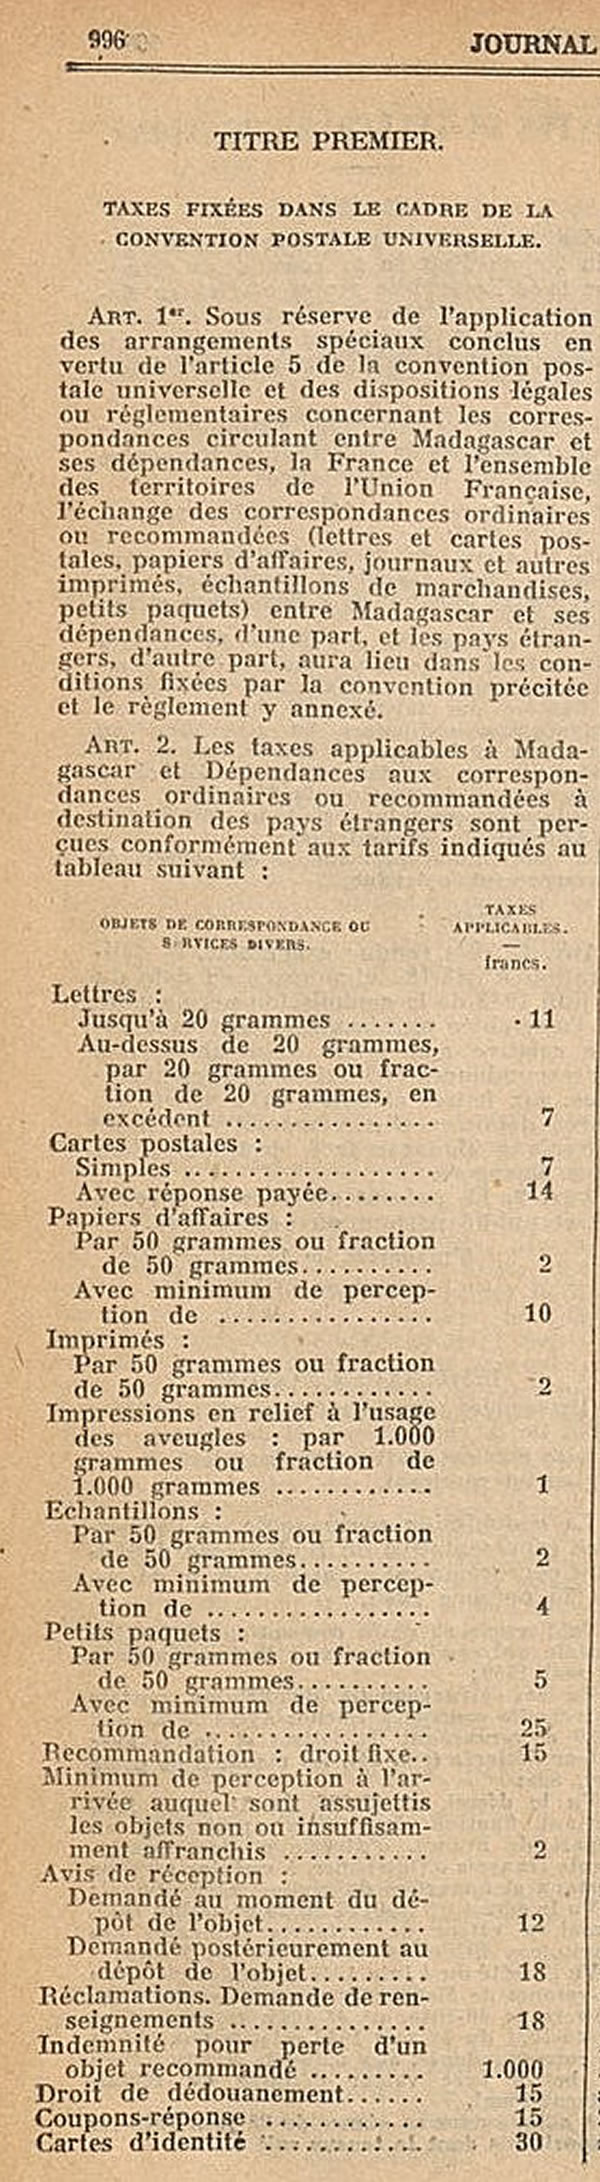 996
JOURNAL
TITRE PREMIER.
TAXES FIXÉES DANS LE CADRE DE LA
CONVENTION POSTALE UNIVERSELLE.
ART. 1er. Sous réserve de l'application
des arrangements spéciaux conclus en
vertu de l'article 5 de la convention pos-
tale universelle et des dispositions légales
ou réglementaires concernant les corres-
pondances circulant entre Madagascar et
ses dépendances, la France et l'ensemble
des territoires de l'Union Française,
l'échange des correspondances ordinaires
ou recommandées (lettres et cartes pos-
tales, papiers d'affaires, journaux et autres
imprimés, échantillons de marchandises,
petits paquets) entre Madagascar et ses
dépendances, d'une part, et les pays étran-
gers, d'autre part, aura lieu dans les con-
ditions fixées par la convention précitée
et le règlement y annexé.
ART. 2. Les taxes applicables à Mada-
gascar et Dépendances aux correspon-
dances ordinaires ou recommandées à
destination des pays étrangers sont per-
çues conformément aux tarifs indiqués au
tableau suivant :
OBJETS DE CORRESPONDANCE OU
S RVICES DIVERS.
TAXES
APPLICABLES.
—
francs.
Lettres :
Jusqu'à 20 grammes ....... 11
Au-dessus de 20 grammes,
par 20 grammes ou frac-
tion de 20 grammes, en
excédent ................ 7
Cartes postales :
Simples ................... 7
Avec réponse payée........ 14
Papiers d'affaires :
Par 50 grammes ou fraction
de 50 grammes.......... 2
Avec minimum de percep-
tion de ................ 10
Imprimés :
Par 50 grammes ou fraction
de 50 grammes............ 2
Impressions en relief à l'usage
des aveugles : par 1.000
grammes ou fraction de
1.000 grammes ............ 1
Echantillons :
Par 50 grammes ou fraction
de 50 grammes.......... 2
Avec minimum de percep-
tion de ................. 4
Petits paquets :
Par 50 grammes ou fraction
de 50 grammes.......... 5
Avec minimum de percep-
tion de ................. 25
Recommandation : droit fixe.. 15
Minimum de perception à l'ar-
rivée auquel sont assujettis
les objets non ou insuffisam-
ment affranchis ........... 2
Avis de réception :
Demandé au moment du dé-
pôt de l'objet............ 12
Demandé postérieurement au
dépôt de l'objet......... 18
Réclamations. Demande de ren-
seignements ............... 18
Indemnité pour perte d'un
objet recommandé ......... 1.000
Droit de dédouanement...... 15
Coupons-réponse ............ 15
Cartes d'identité ............ 30